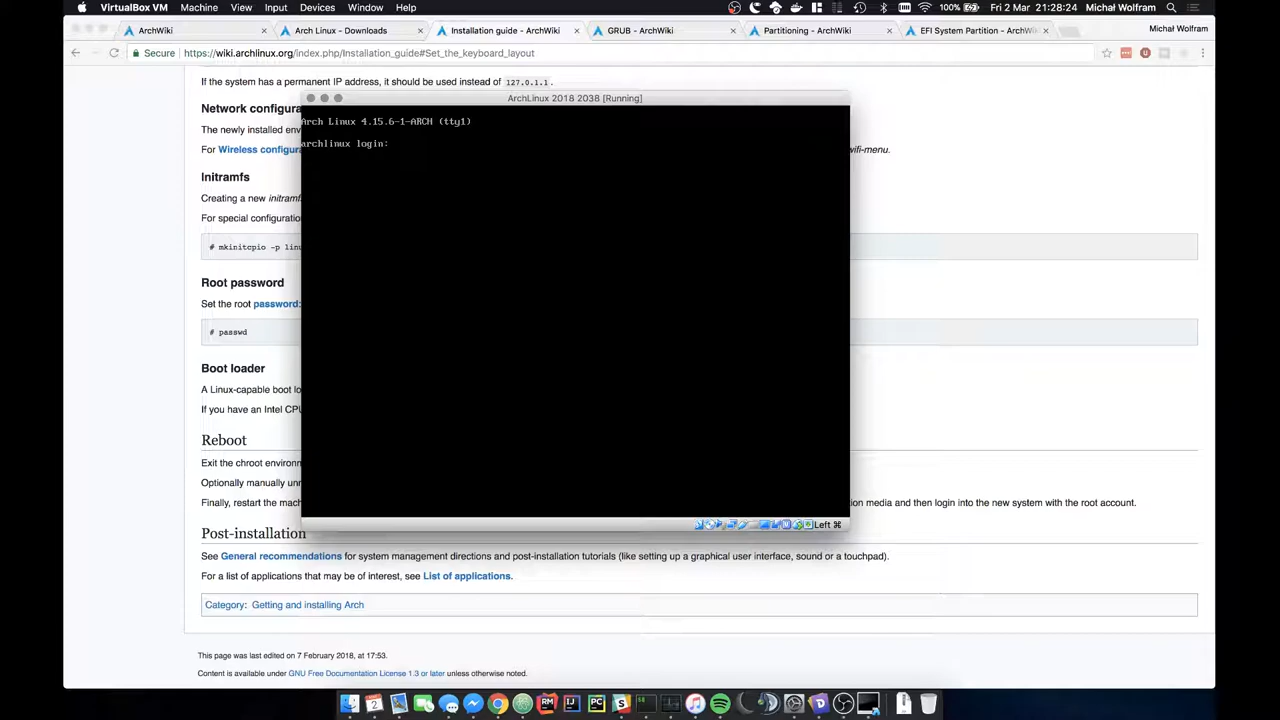 VirtualBox VM Machine View Input Devices Window Help
100% Fri 2 Mar 21:28:24 Michał Wolfram
ArchWiki × Arch Linux - Downloads × Installation guide - ArchWiki × GRUB - ArchWiki × Partitioning - ArchWiki × EFI System Partition - ArchWi ×
Michał Wolfram
Secure https://wiki.archlinux.org/index.php/Installation_guide#Set_the_keyboard_layout
If the system has a permanent IP address, it should be used instead of 127.0.1.1.
ArchLinux 2018 2038 [Running]
Network configura
Arch Linux 4.15.6-1-ARCH (tty1)
The newly installed env
archlinux login:
For Wireless configura
wifi-menu.
Initramfs
Creating a new initramf
For special configuration
# mkinitcpio -p linu
Root password
Set the root password:
# passwd
Boot loader
A Linux-capable boot lo
If you have an Intel CPU
Reboot
Exit the chroot environm
Optionally manually unm
Finally, restart the mach
ion media and then login into the new system with the root account.
Left ⌘
Post-installation
See General recommendations for system management directions and post-installation tutorials (like setting up a graphical user interface, sound or a touchpad).
For a list of applications that may be of interest, see List of applications.
Category: Getting and installing Arch
This page was last edited on 7 February 2018, at 17:53.
Content is available under GNU Free Documentation License 1.3 or later unless otherwise noted.